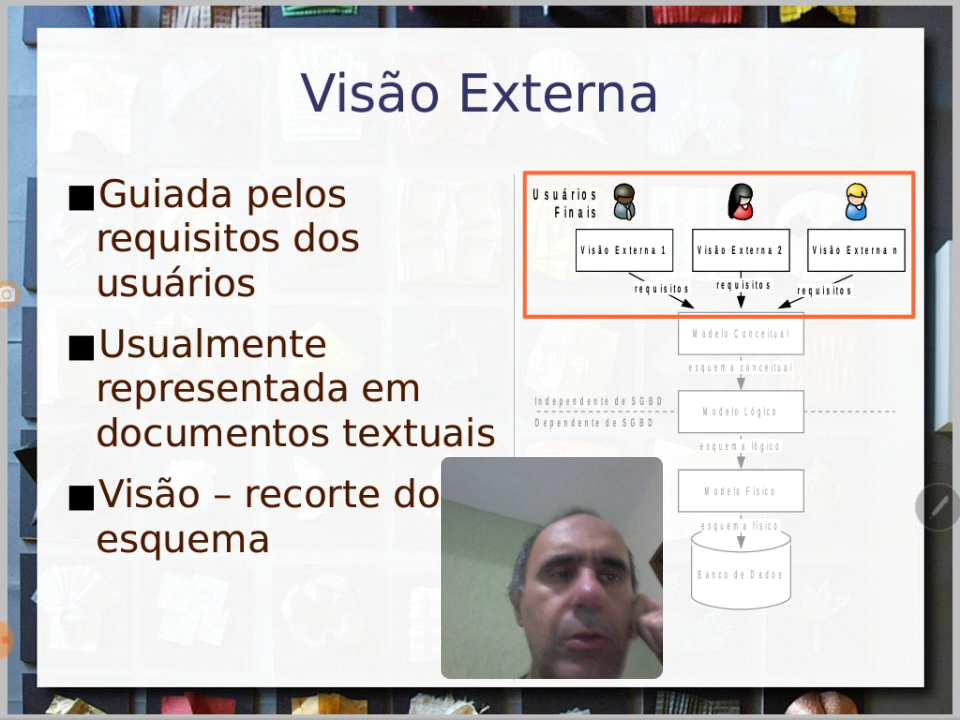 Visão Externa
■Guiada pelos
requisitos dos
usuários
■Usualmente
representada em
documentos textuais
■Visão – recorte do
esquema
Usuários
Finais
Visão Externa 1
Visão Externa 2
Visão Externa n
requisitos
requisitos
requisitos
Modelo Conceitual
esquema conceitual
Independente de SGBD
Dependente de SGBD
Modelo Lógico
esquema lógico
Modelo Físico
esquema físico
Banco de Dados